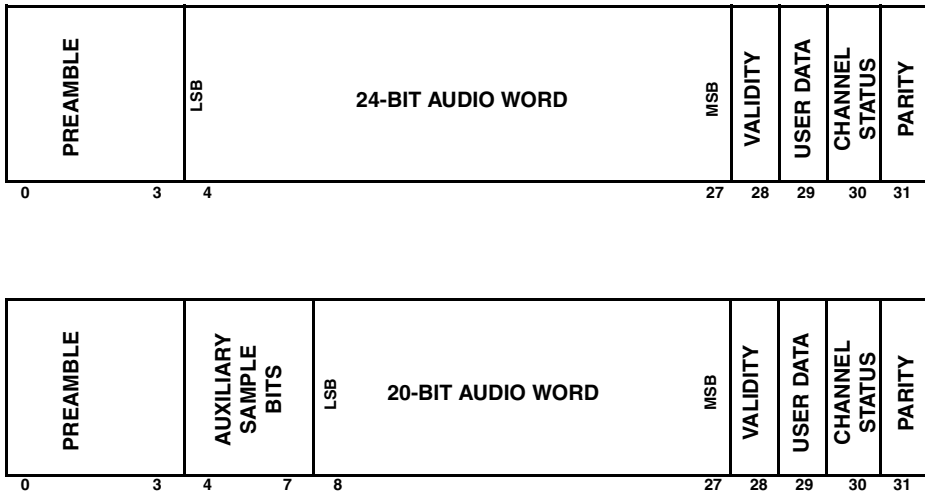 PREAMBLE
LSB
24-BIT AUDIO WORD
MSB
VALIDITY
USER DATA
CHANNEL
STATUS
PARITY
0 3 4 27 28 29 30 31
PREAMBLE
AUXILIARY
SAMPLE
BITS
LSB
20-BIT AUDIO WORD
MSB
VALIDITY
USER DATA
CHANNEL
STATUS
PARITY
0 3 4 7 8 27 28 29 30 31